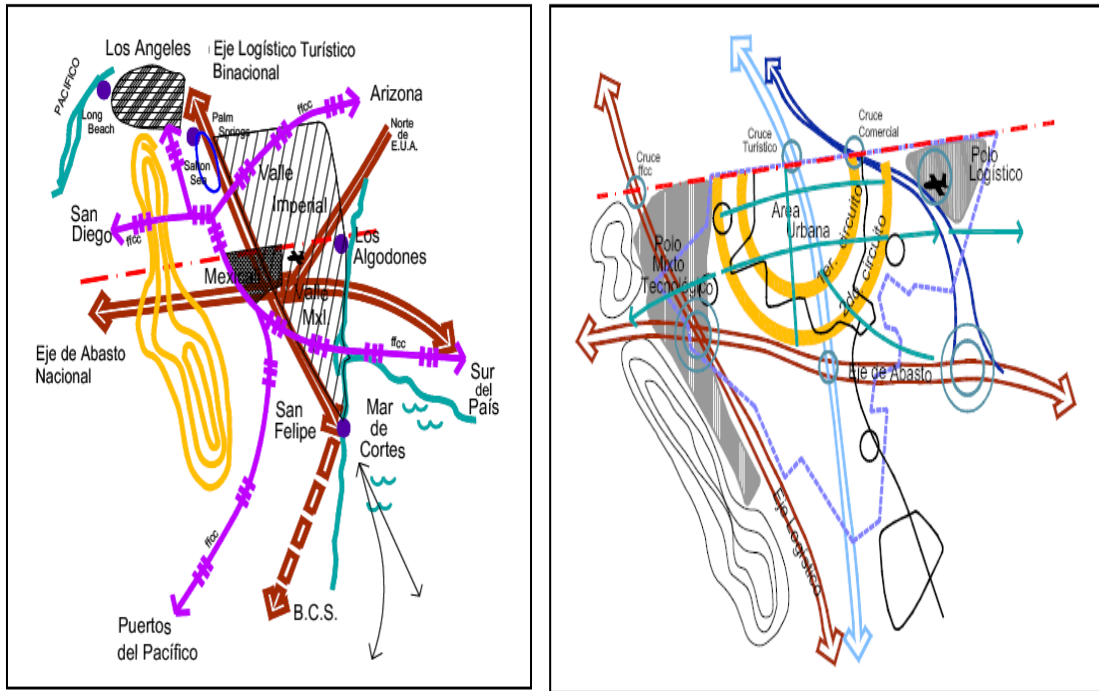 Los Angeles
Eje Logístico Turístico
Binacional
PACIFICO
Long
Beach
Palm
Springs
Salton
Sea
ffcc
Arizona
Norte
de
E.U.A.
Valle
Imperial
San
Diego
ffcc
Los
Algodones
Mexicali
Valle
Mxl.
Eje de Abasto
Nacional
ffcc
Sur
del
País
San
Felipe
Mar
de
Cortes
ffcc
B.C.S.
Puertos
del Pacífico
Cruce
ffcc
Cruce
Turístico
Cruce
Comercial
Polo
Logístico
Area
Urbana
1er. circuito
2do. circuito
Polo
Mixto
Tecnológico
Eje de Abasto
Eje Logístico